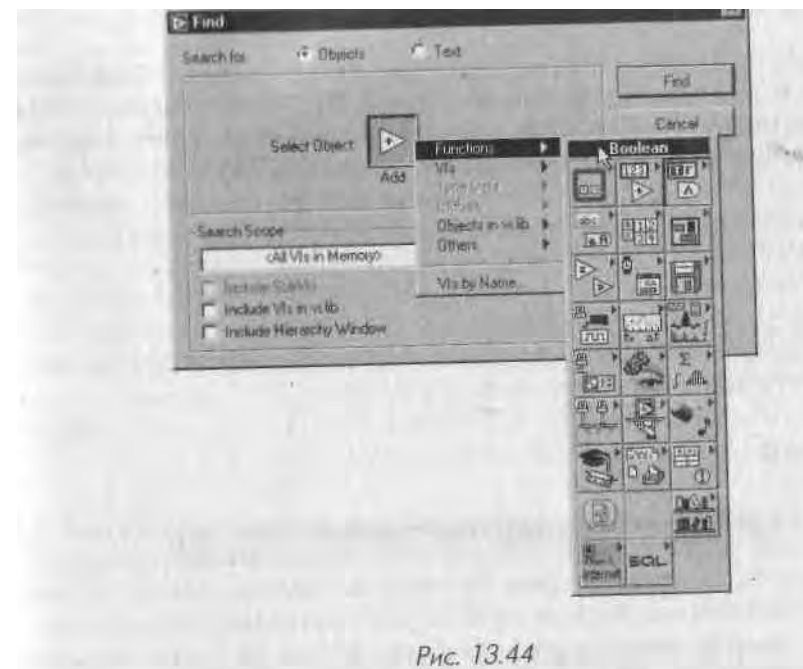 Find
Search for Objects Text
Find
Cancel
Select Object
Add
Functions
VIs
Objects in vi.lib
Others
VIs by Name...
Boolean
Search Scope
<All VIs in Memory>
Include SubVIs
Include VIs in vi.lib
Include Hierarchy Window
SQL
Рис. 13.44